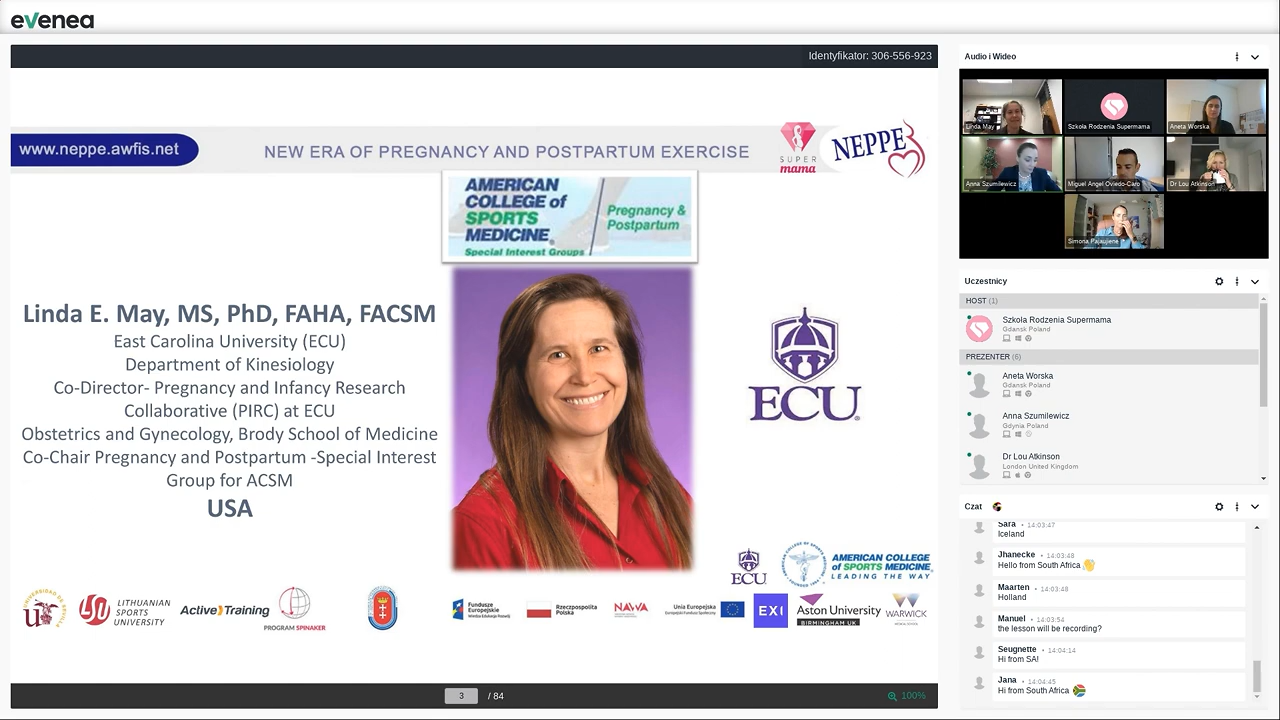 evenea
Identyfikator: 306-556-923
www.neppe.awfis.net
NEW ERA OF PREGNANCY AND POSTPARTUM EXERCISE
SUPER
mama
NEPPE
AMERICAN
COLLEGE of
SPORTS
MEDICINE
Special Interest Groups
Pregnancy &
Postpartum
Linda E. May, MS, PhD, FAHA, FACSM
East Carolina University (ECU)
Department of Kinesiology
Co-Director- Pregnancy and Infancy Research
Collaborative (PIRC) at ECU
Obstetrics and Gynecology, Brody School of Medicine
Co-Chair Pregnancy and Postpartum -Special Interest
Group for ACSM
USA
ECU
ECU
AMERICAN COLLEGE
of SPORTS MEDICINE
LEADING THE WAY
LITHUANIAN
SPORTS
UNIVERSITY
Active Training
PROGRAM SPINAKER
Fundusze
Europejskie
Rzeczpospolita
Polska
NAWA
Unia Europejska
EXI
Aston University
BIRMINGHAM UK
WARWICK
3 / 84
100%
Audio i Wideo
Linda May
Szkoła Rodzenia Supermama
Aneta Worska
Anna Szumilewicz
Miguel Angel Oviedo-Caro
Dr Lou Atkinson
Simona Pajaujiene
Uczestnicy
HOST (1)
Szkoła Rodzenia Supermama
Gdansk Poland
PREZENTER (6)
Aneta Worska
Gdansk Poland
Anna Szumilewicz
Gdynia Poland
Dr Lou Atkinson
London United Kingdom
Czat
Sara • 14:03:47
Iceland
Jhanecke • 14:03:48
Hello from South Africa 👋
Maarten • 14:03:49
Holland
Manuel • 14:03:54
the lesson will be recording?
Seugnette • 14:04:14
Hi from SA!
Jana • 14:04:45
Hi from South Africa 🇿🇦